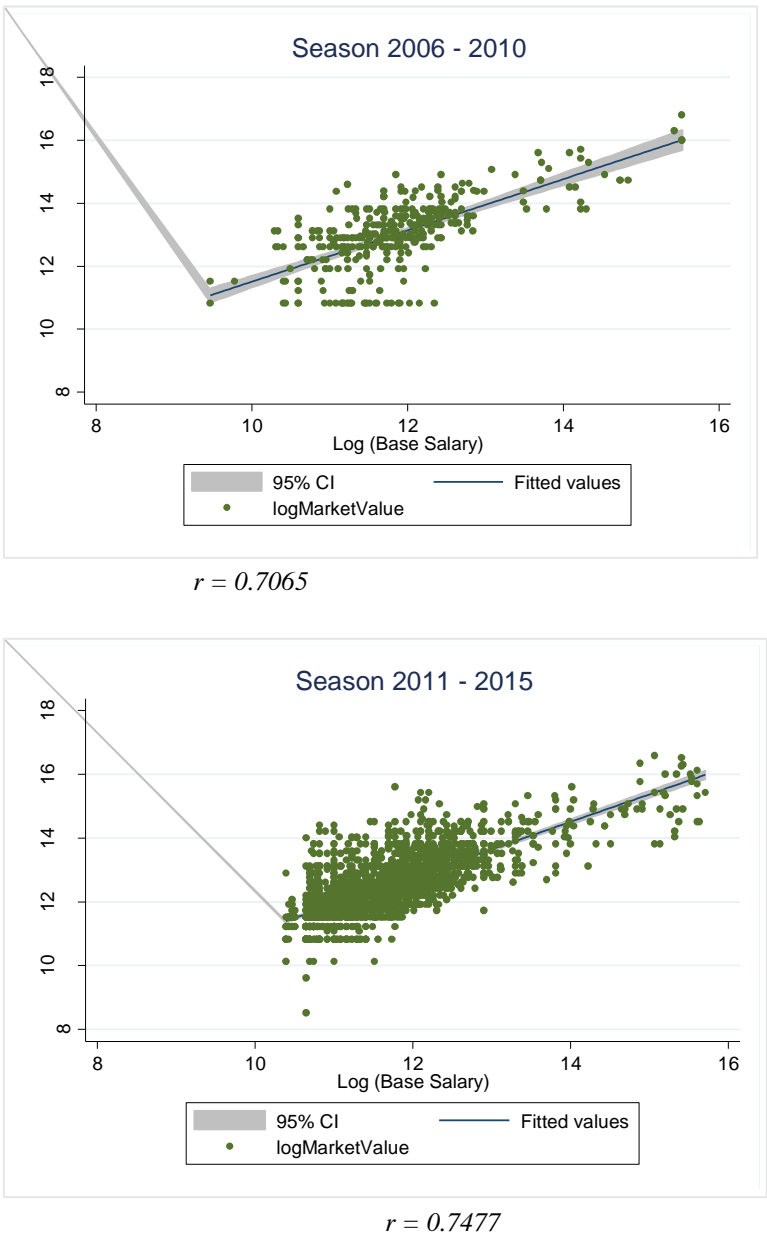 Season 2006 - 2010
18
16
14
12
10
8
8 10 12 14 16
Log (Base Salary)
95% CI Fitted values
logMarketValue
r = 0.7065
Season 2011 - 2015
18
16
14
12
10
8
8 10 12 14 16
Log (Base Salary)
95% CI Fitted values
logMarketValue
r = 0.7477